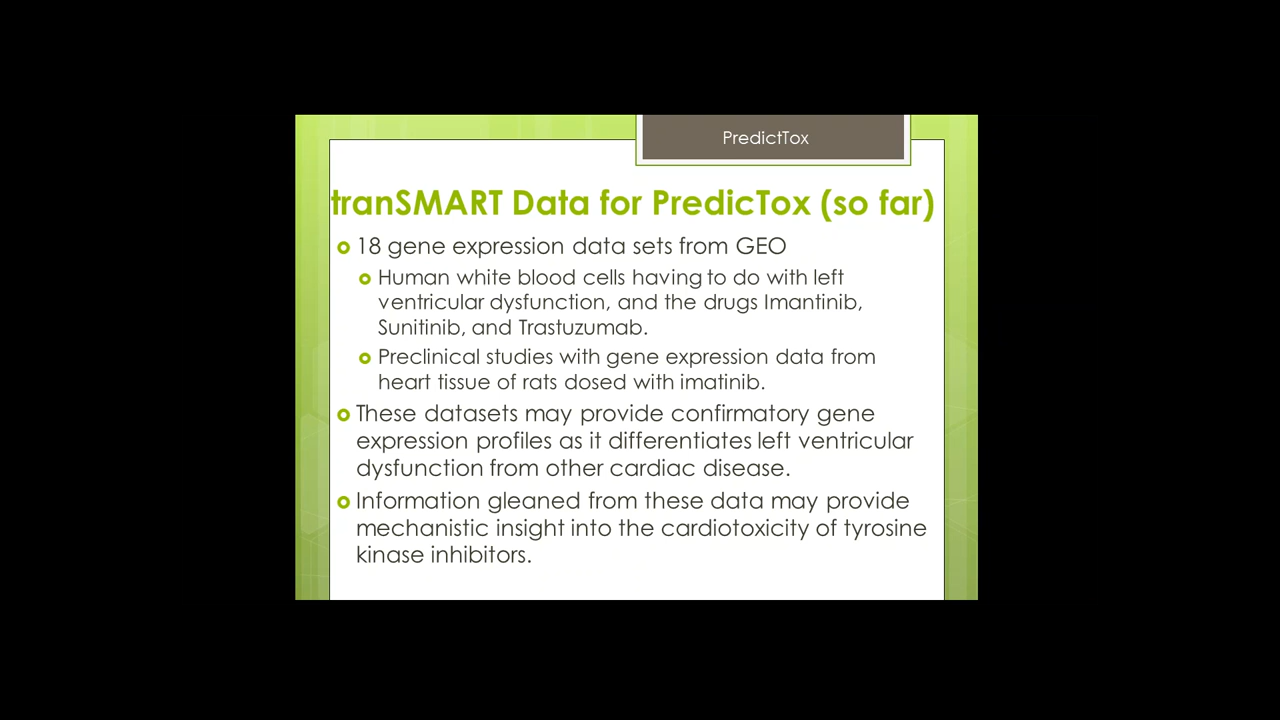 PredictTox
tranSMART Data for PredicTox (so far)
18 gene expression data sets from GEO
Human white blood cells having to do with left
ventricular dysfunction, and the drugs Imantinib,
Sunitinib, and Trastuzumab.
Preclinical studies with gene expression data from
heart tissue of rats dosed with imatinib.
These datasets may provide confirmatory gene
expression profiles as it differentiates left ventricular
dysfunction from other cardiac disease.
Information gleaned from these data may provide
mechanistic insight into the cardiotoxicity of tyrosine
kinase inhibitors.